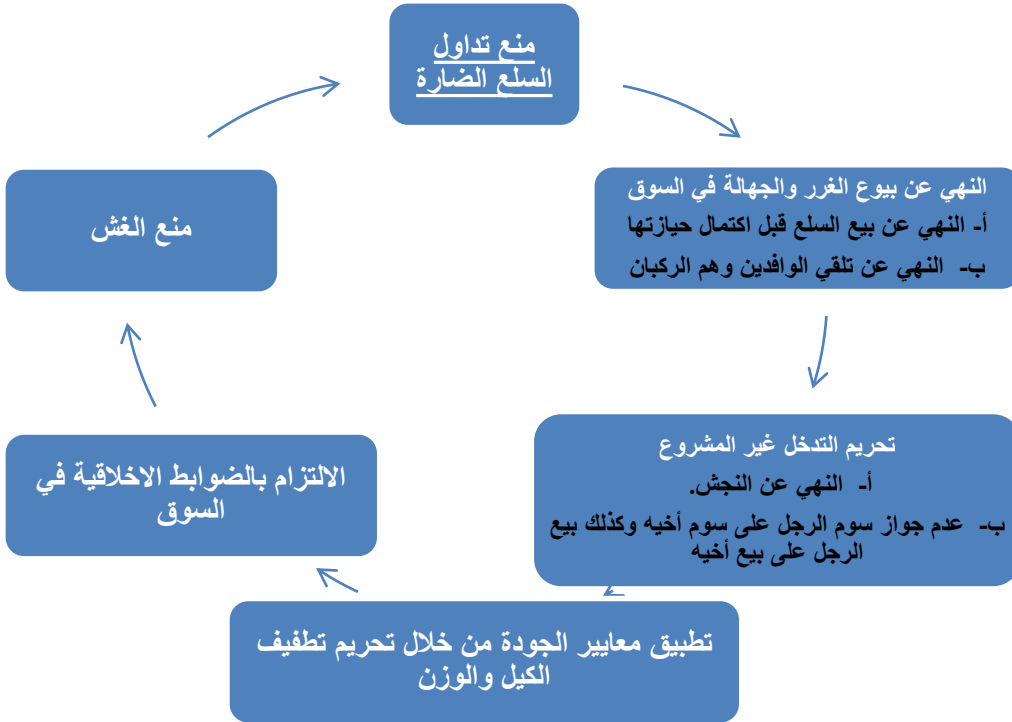 منع تداول
السلع الضارة
النهي عن بيوع الغرر والجهالة في السوق
أ- النهي عن بيع السلع قبل اكتمال حيازتها
ب- النهي عن تلقي الوافدين وهم الركبان
تحريم التدخل غير المشروع
أ- النهي عن النجش.
ب- عدم جواز سوم الرجل على سوم أخيه وكذلك بيع
الرجل على بيع أخيه
تطبيق معايير الجودة من خلال تحريم تطفيف
الكيل والوزن
الالتزام بالضوابط الاخلاقية في
السوق
منع الغش